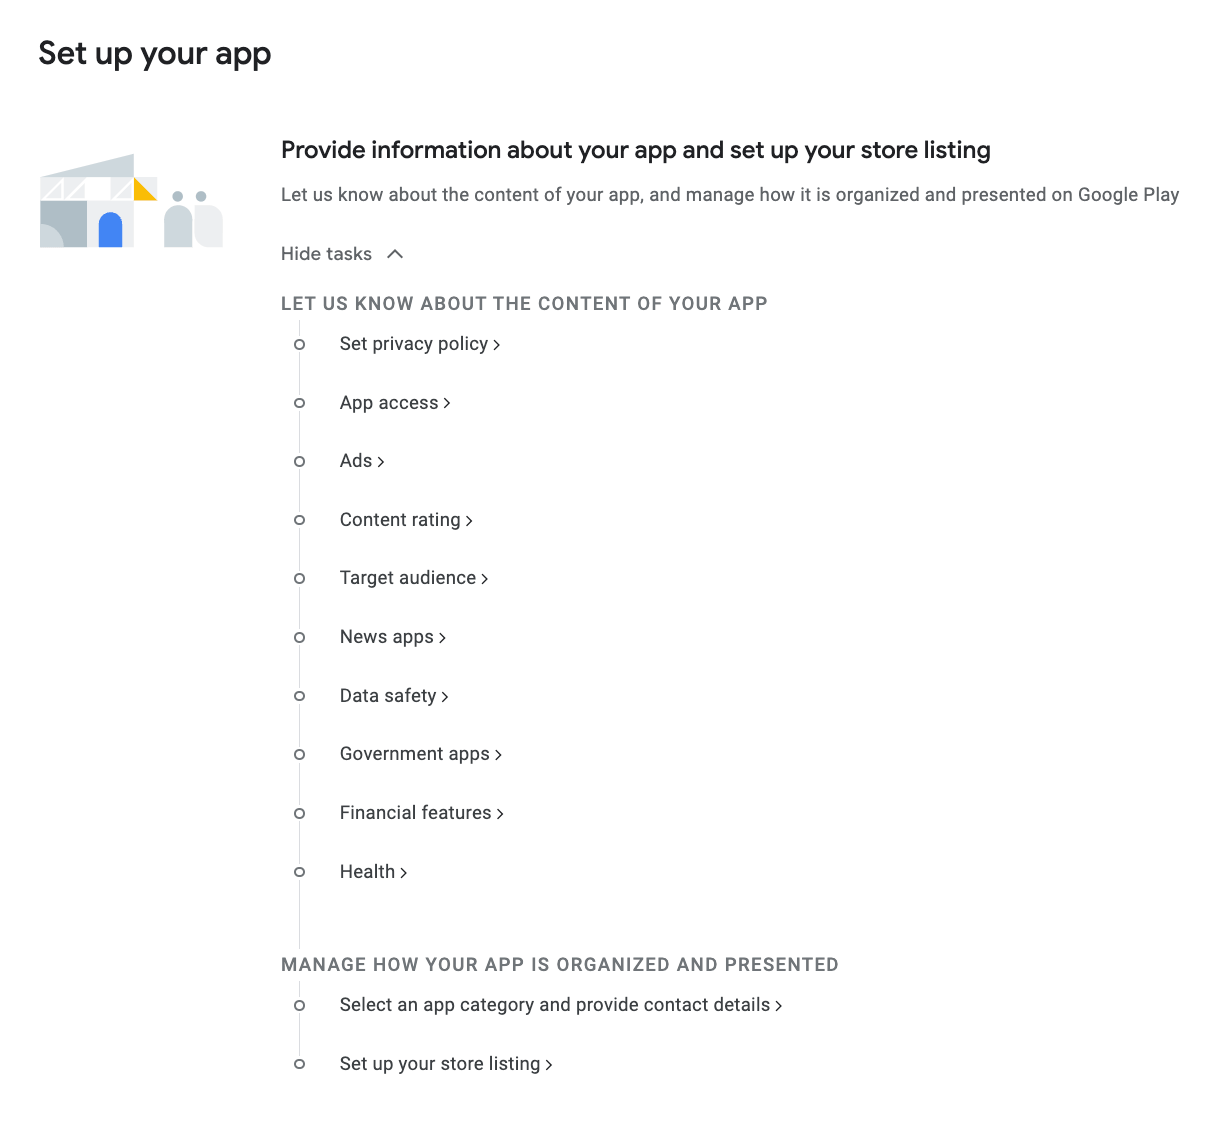 Set up your app
Provide information about your app and set up your store listing
Let us know about the content of your app, and manage how it is organized and presented on Google Play
Hide tasks
LET US KNOW ABOUT THE CONTENT OF YOUR APP
Set privacy policy
App access
Ads
Content rating
Target audience
News apps
Data safety
Government apps
Financial features
Health
MANAGE HOW YOUR APP IS ORGANIZED AND PRESENTED
Select an app category and provide contact details
Set up your store listing